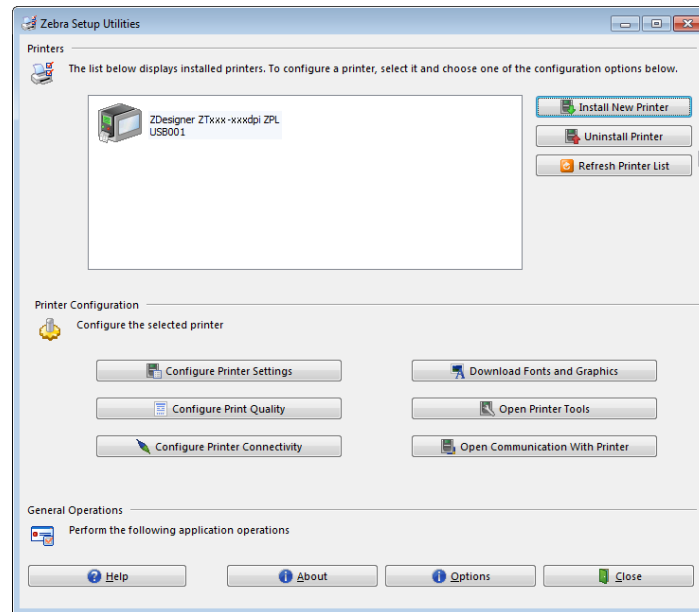 Zebra Setup Utilities
Printers
The list below displays installed printers. To configure a printer, select it and choose one of the configuration options below.
ZDesigner ZTxxx-xxxdpi ZPL
USB001
Install New Printer
Uninstall Printer
Refresh Printer List
Printer Configuration
Configure the selected printer
Configure Printer Settings
Download Fonts and Graphics
Configure Print Quality
Open Printer Tools
Configure Printer Connectivity
Open Communication With Printer
General Operations
Perform the following application operations
Help
About
Options
Close